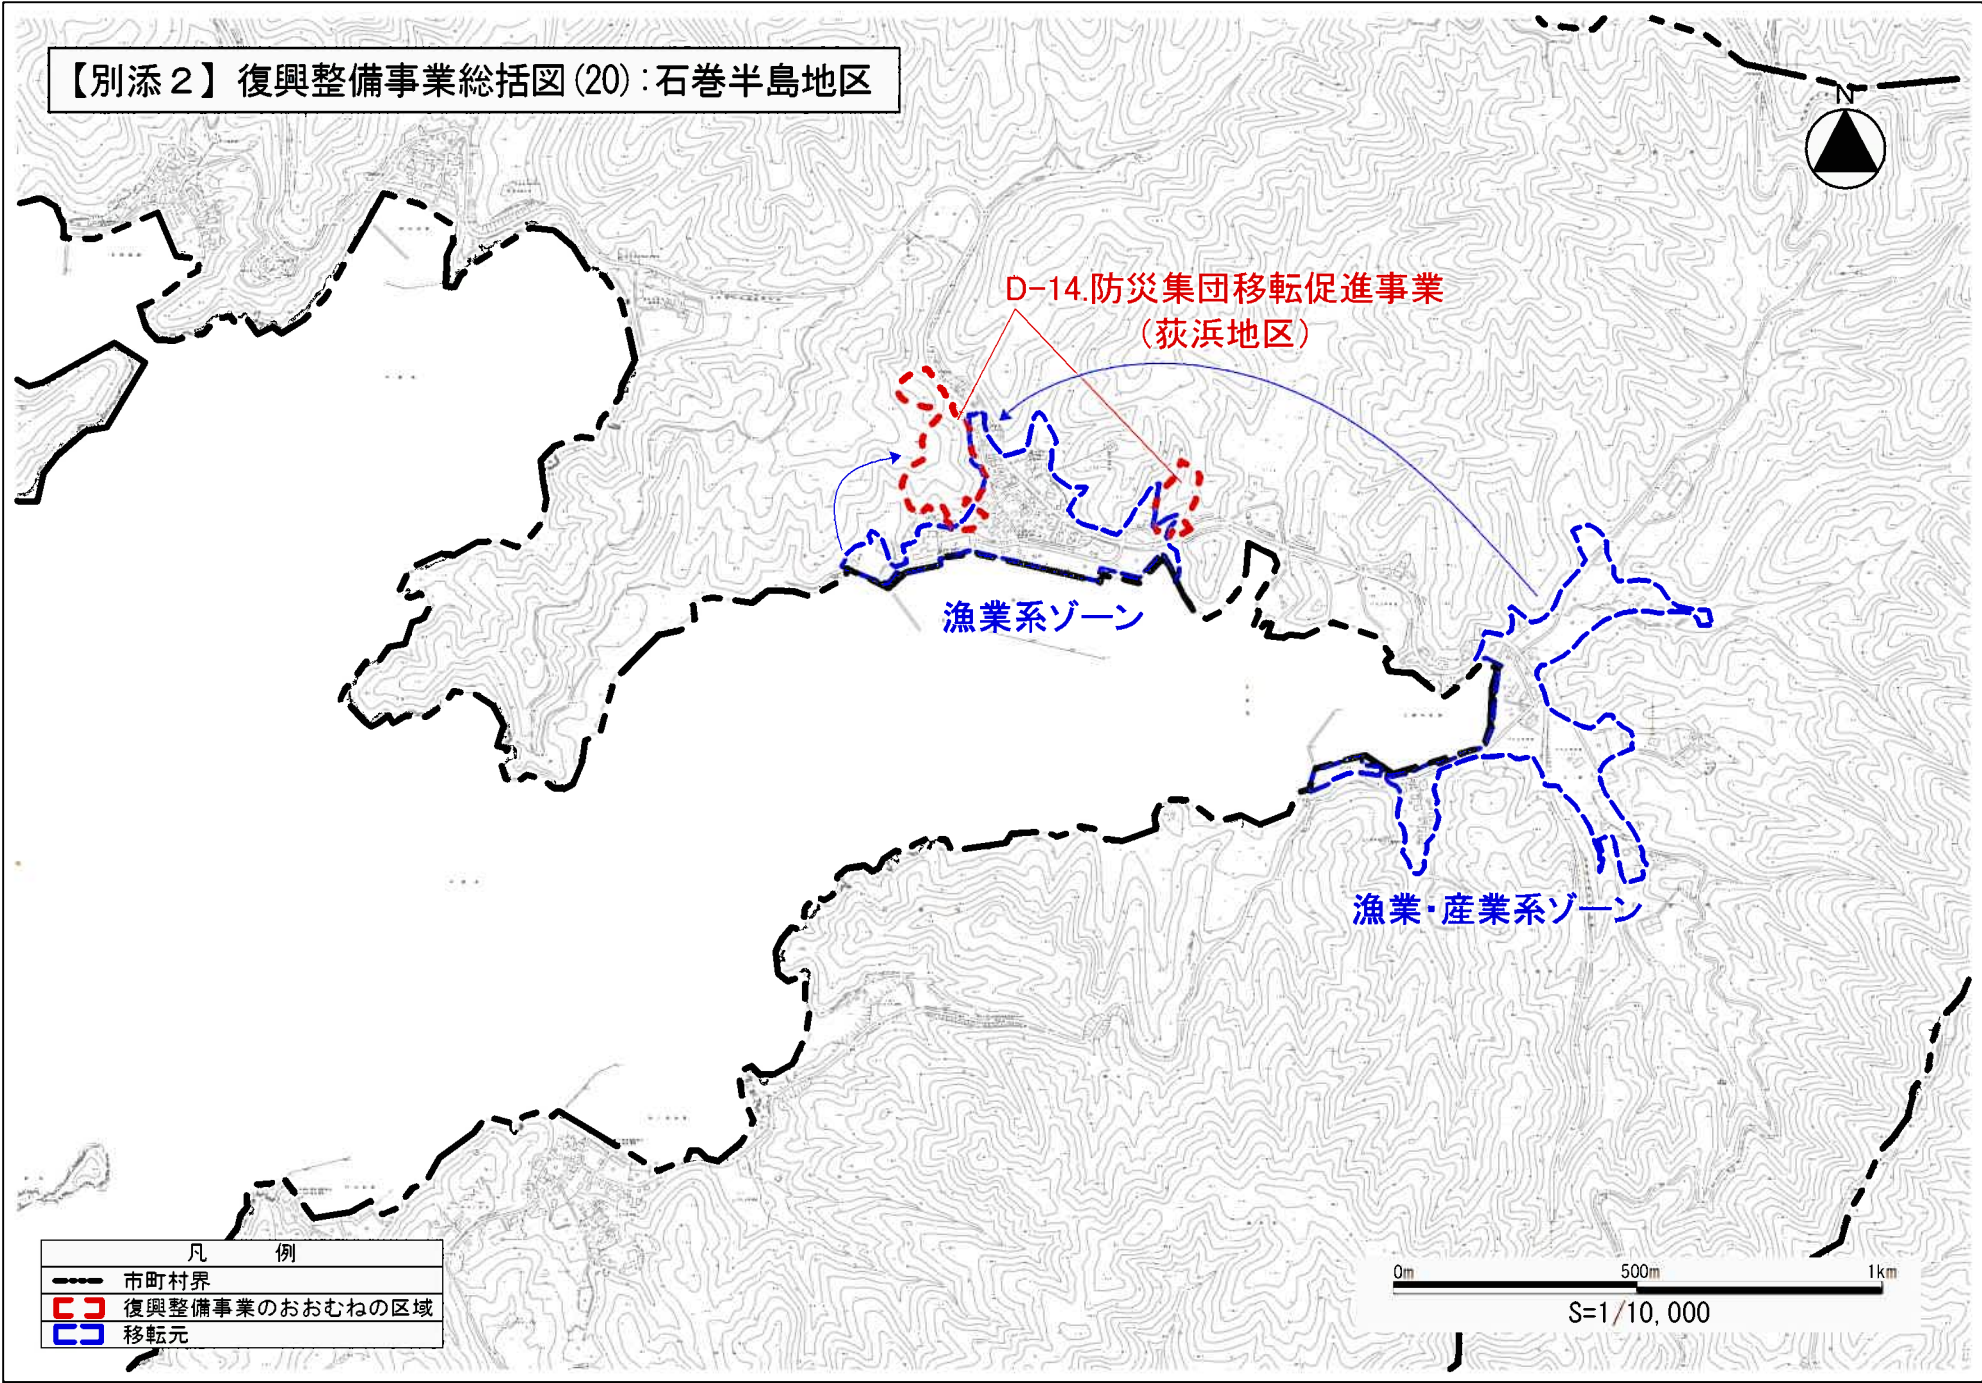 【別添２】復興整備事業総括図(20):石巻半島地区
N
D-14.防災集団移転促進事業
(荻浜地区)
漁業系ゾーン
漁業・産業系ゾーン
凡　例
市町村界
復興整備事業のおおむねの区域
移転元
0m 500m 1km
S=1/10,000